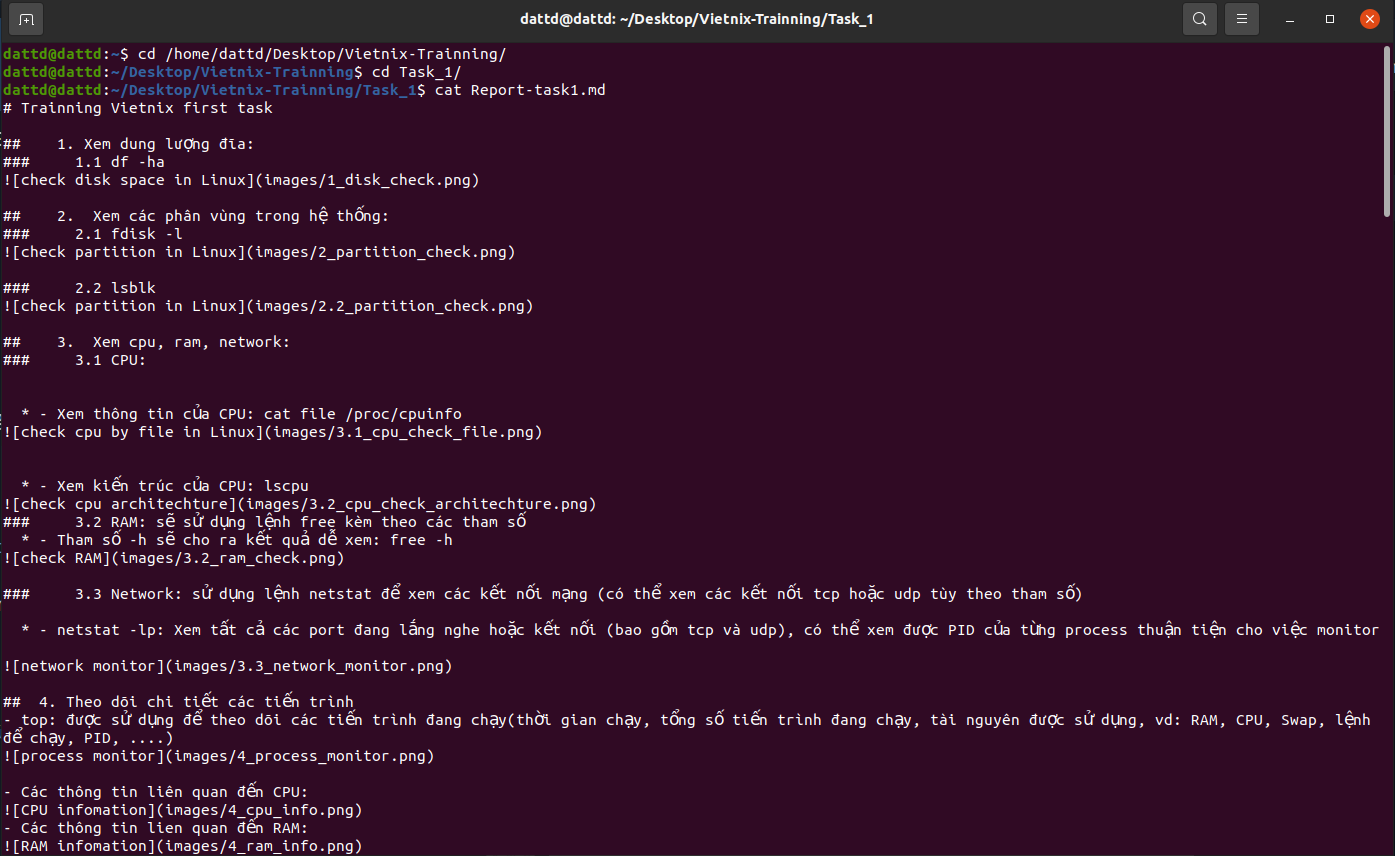 dattd@dattd: ~/Desktop/Vietnix-Trainning/Task_1
dattd@dattd:~$ cd /home/dattd/Desktop/Vietnix-Trainning/
dattd@dattd:~/Desktop/Vietnix-Trainning$ cd Task_1/
dattd@dattd:~/Desktop/Vietnix-Trainning/Task_1$ cat Report-task1.md
# Trainning Vietnix first task
##    1. Xem dung lượng đĩa:
###     1.1 df -ha
![check disk space in Linux](images/1_disk_check.png)
##    2.  Xem các phân vùng trong hệ thống:
###     2.1 fdisk -l
![check partition in Linux](images/2_partition_check.png)
###     2.2 lsblk
![check partition in Linux](images/2.2_partition_check.png)
##    3.  Xem cpu, ram, network:
###     3.1 CPU:
  * - Xem thông tin của CPU: cat file /proc/cpuinfo
![check cpu by file in Linux](images/3.1_cpu_check_file.png)
  * - Xem kiến trúc của CPU: lscpu
![check cpu architechture](images/3.2_cpu_check_architechture.png)
###     3.2 RAM: sẽ sử dụng lệnh free kèm theo các tham số
  * - Tham số -h sẽ cho ra kết quả dễ xem: free -h
![check RAM](images/3.2_ram_check.png)
###     3.3 Network: sử dụng lệnh netstat để xem các kết nối mạng (có thể xem các kết nối tcp hoặc udp tùy theo tham số)
  * - netstat -lp: Xem tất cả các port đang lắng nghe hoặc kết nối (bao gồm tcp và udp), có thể xem được PID của từng process thuận tiện cho việc monitor
![network monitor](images/3.3_network_monitor.png)
##  4. Theo dõi chi tiết các tiến trình
- top: được sử dụng để theo dõi các tiến trình đang chạy(thời gian chạy, tổng số tiến trình đang chạy, tài nguyên được sử dụng, vd: RAM, CPU, Swap, lệnh
để chạy, PID, ....)
![process monitor](images/4_process_monitor.png)
- Các thông tin liên quan đến CPU:
![CPU infomation](images/4_cpu_info.png)
- Các thông tin lien quan đến RAM:
![RAM infomation](images/4_ram_info.png)